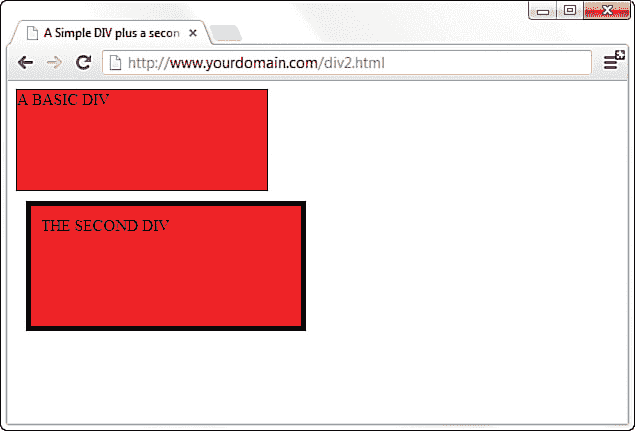 A Simple DIV plus a secon
http://www.yourdomain.com/div2.html
A BASIC DIV
THE SECOND DIV